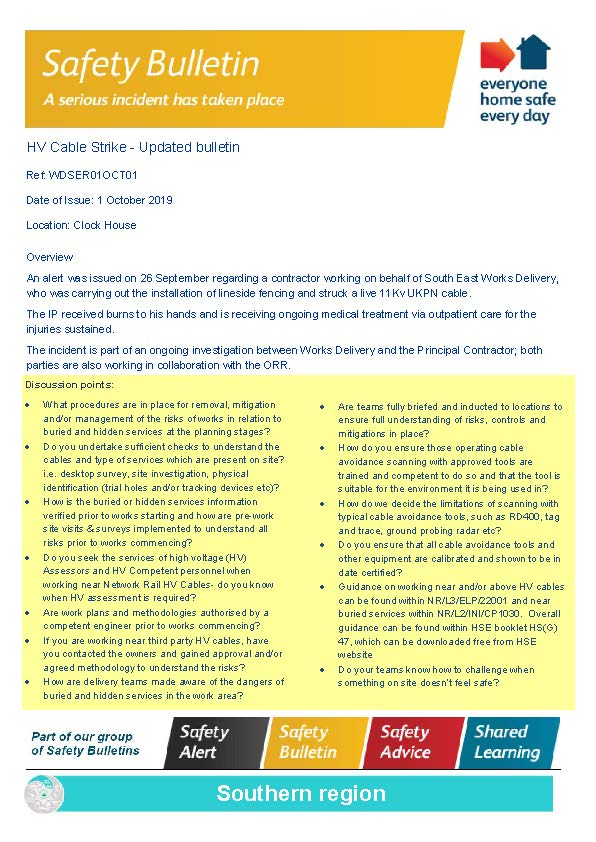 Safety Bulletin
A serious incident has taken place
everyone
home safe
every day
HV Cable Strike - Updated bulletin
Ref: WDSER01OCT01
Date of Issue: 1 October 2019
Location: Clock House
Overview
An alert was issued on 26 September regarding a contractor working on behalf of South East Works Delivery,
who was carrying out the installation of lineside fencing and struck a live 11Kv UKPN cable.
The IP received burns to his hands and is receiving ongoing medical treatment via outpatient care for the
injuries sustained.
The incident is part of an ongoing investigation between Works Delivery and the Principal Contractor; both
parties are also working in collaboration with the ORR.
Discussion points:
• What procedures are in place for removal, mitigation
and/or management of the risks of works in relation to
buried and hidden services at the planning stages?
• Do you undertake sufficient checks to understand the
cables and type of services which are present on site?
i.e. desktop survey, site investigation, physical
identification (trial holes and/or tracking devices etc)?
• How is the buried or hidden services information
verified prior to works starting and how are pre-work
site visits & surveys implemented to understand all
risks prior to works commencing?
• Do you seek the services of high voltage (HV)
Assessors and HV Competent personnel when
working near Network Rail HV Cables- do you know
when HV assessment is required?
• Are work plans and methodologies authorised by a
competent engineer prior to works commencing?
• If you are working near third party HV cables, have
you contacted the owners and gained approval and/or
agreed methodology to understand the risks?
• How are delivery teams made aware of the dangers of
buried and hidden services in the work area?
• Are teams fully briefed and inducted to locations to
ensure full understanding of risks, controls and
mitigations in place?
• How do you ensure those operating cable
avoidance scanning with approved tools are
trained and competent to do so and that the tool is
suitable for the environment it is being used in?
• How do we decide the limitations of scanning with
typical cable avoidance tools, such as RD400, tag
and trace, ground probing radar etc?
• Do you ensure that all cable avoidance tools and
other equipment are calibrated and shown to be in
date certified?
• Guidance on working near and/or above HV cables
can be found within NR/L3/ELP/22001 and near
buried services within NR/L2/INI/CP1030. Overall
guidance can be found within HSE booklet HS(G)
47, which can be downloaded free from HSE
website
• Do your teams know how to challenge when
something on site doesn't feel safe?
Part of our group
of Safety Bulletins
Safety
Alert
Safety
Bulletin
Safety
Advice
Shared
Learning
Southern region